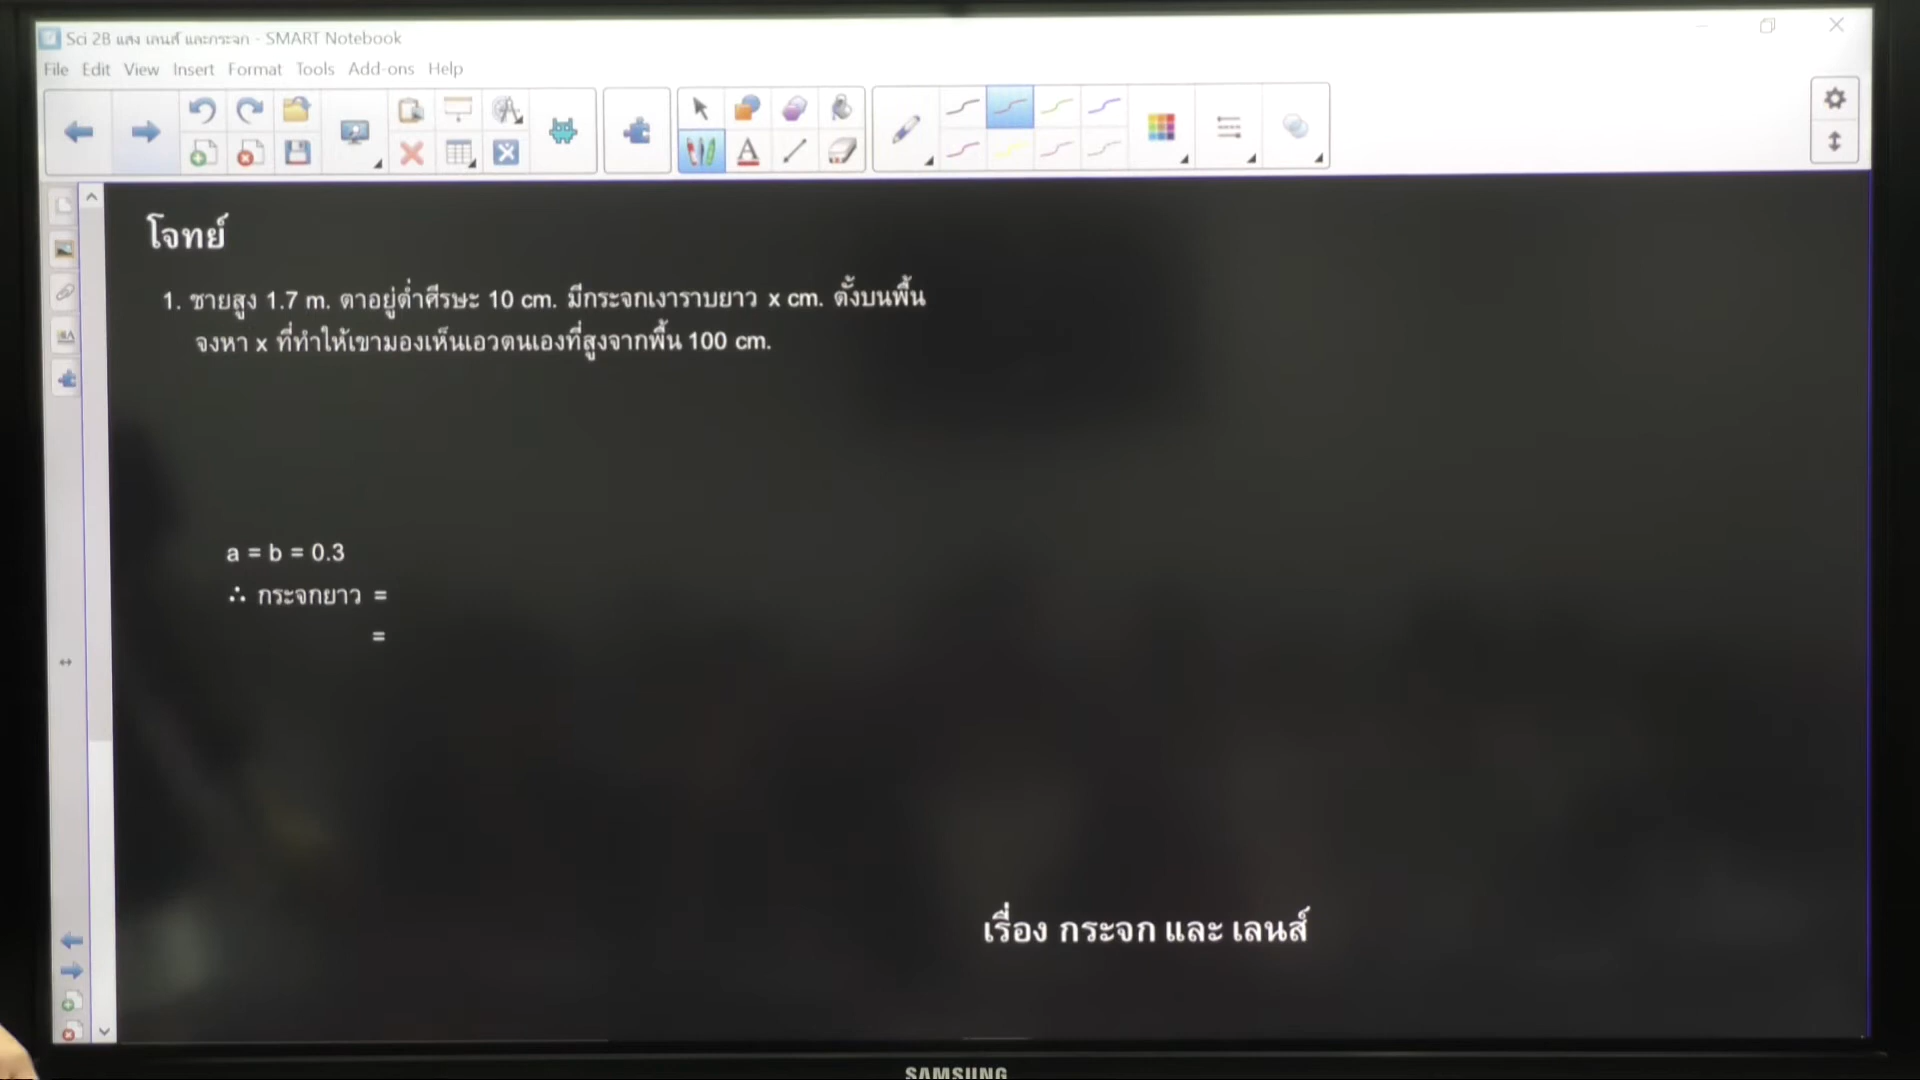 Sci 28 แสง เลนส์ และกระจก - SMART Notebook
File Edit View Insert Format Tools Add-ons Help
โจทย์
1. ชายสูง 1.7 m. ตาอยู่ต่ำศีรษะ 10 cm. มีกระจกเงาราบยาว x cm. ตั้งบนพื้น
จงหา x ที่ทำให้เขามองเห็นเอวตนเองที่สูงจากพื้น 100 cm.
a = b = 0.3
∴ กระจกยาว =
=
เรื่อง กระจก และ เลนส์
SAMSUNG